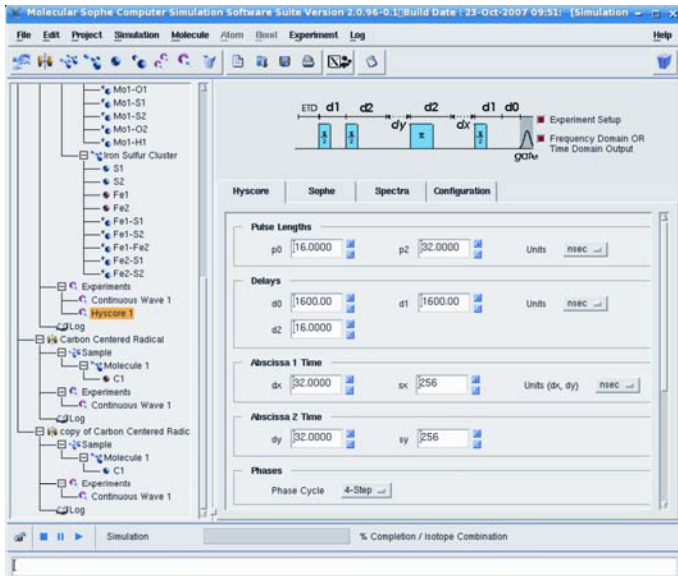 Molecular Sophe Computer Simulation Software Suite Version 2.0.96-0.1 Build Date : 23-Oct-2007 09:51: [Simulation
File Edit Project Simulation Molecule Atom Bond Experiment Log Help
Mo1-O1
Mo1-S1
Mo1-S2
Mo1-O2
Mo1-H1
Iron Sulfur Cluster
S1
S2
Fe1
Fe2
Fe1-S1
Fe1-S2
Fe1-Fe2
Fe2-S1
Fe2-S2
Experiments
Continuous Wave 1
Hyscore 1
Log
Carbon Centered Radical
Sample
Molecule 1
C1
Experiments
Continuous Wave 1
Log
copy of Carbon Centered Radic
Sample
Molecule 1
C1
Experiments
Continuous Wave 1
Log
ETD d1 d2 d2 d1 d0
dy dx
π/2 π/2 π π/2
gate
Experiment Setup
Frequency Domain OR
Time Domain Output
Hyscore Sophe Spectra Configuration
Pulse Lengths
p0 16.0000 p2 32.0000 Units nsec
Delays
d0 1600.00 d1 1600.00 Units nsec
d2 16.0000
Abscissa 1 Time
dx 32.0000 sx 256 Units (dx, dy) nsec
Abscissa 2 Time
dy 32.0000 sy 256
Phases
Phase Cycle 4-Step
Simulation % Completion / Isotope Combination